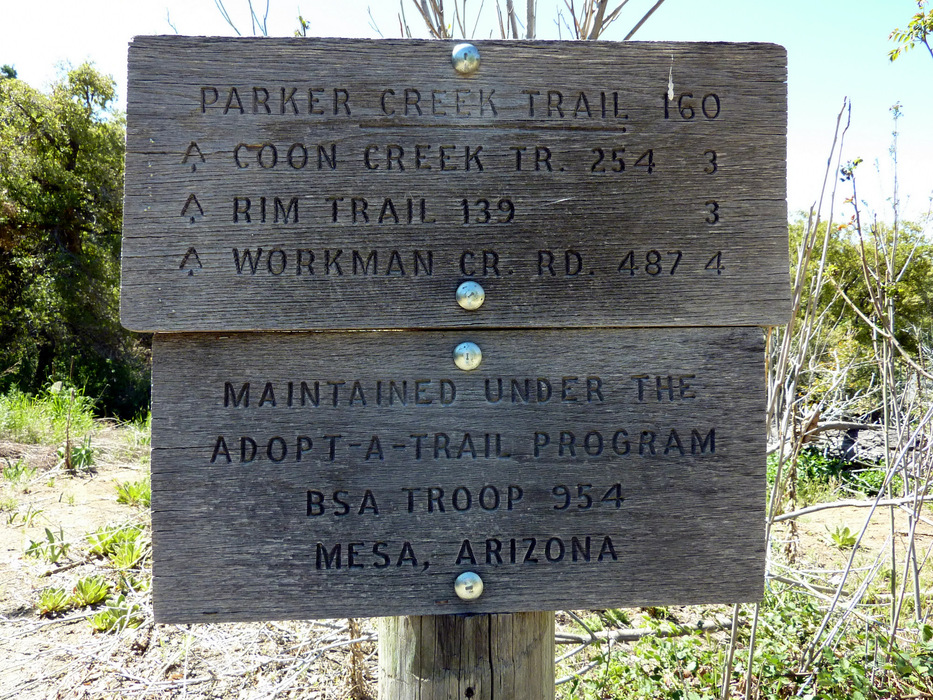 PARKER CREEK TRAIL 160
COON CREEK TR. 254 3
RIM TRAIL 139 3
WORKMAN CR. RD. 487 4
MAINTAINED UNDER THE
ADOPT-A-TRAIL PROGRAM
BSA TROOP 954
MESA, ARIZONA